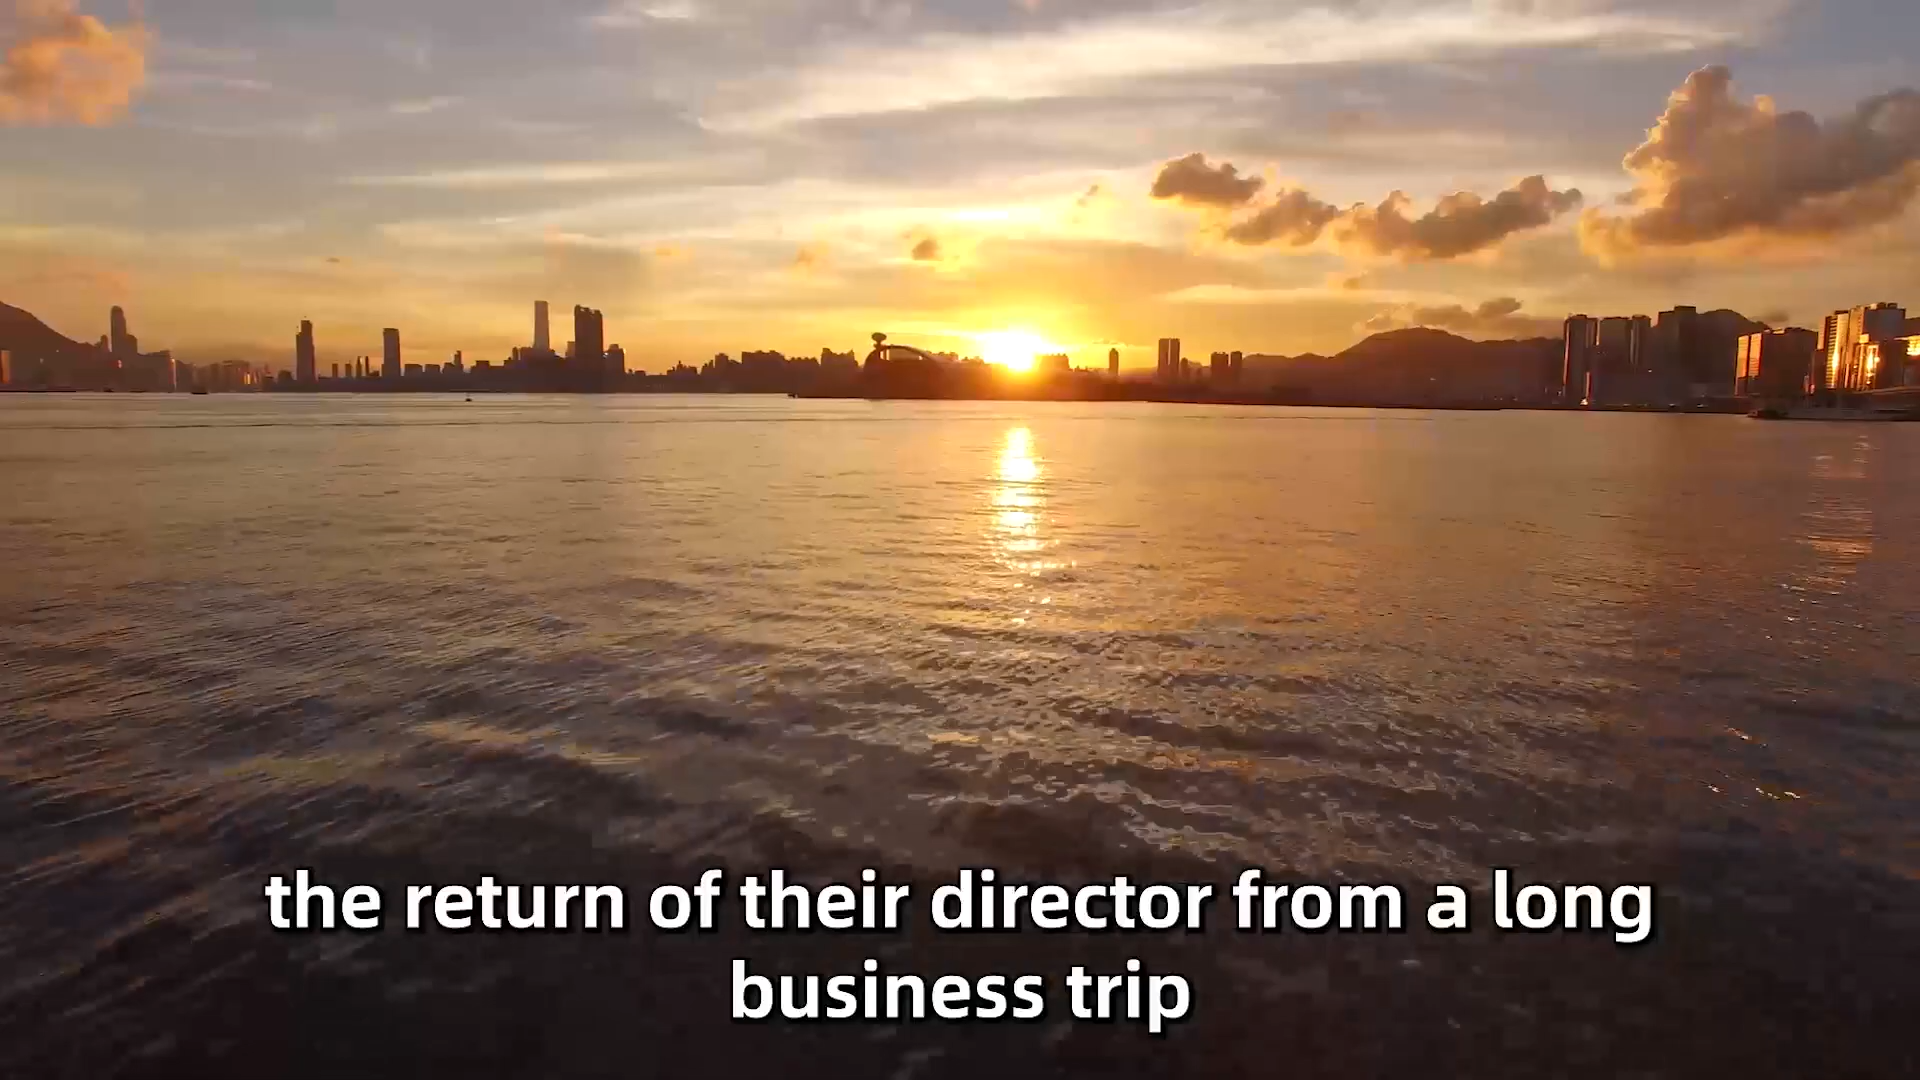 the return of their director from a long
business trip